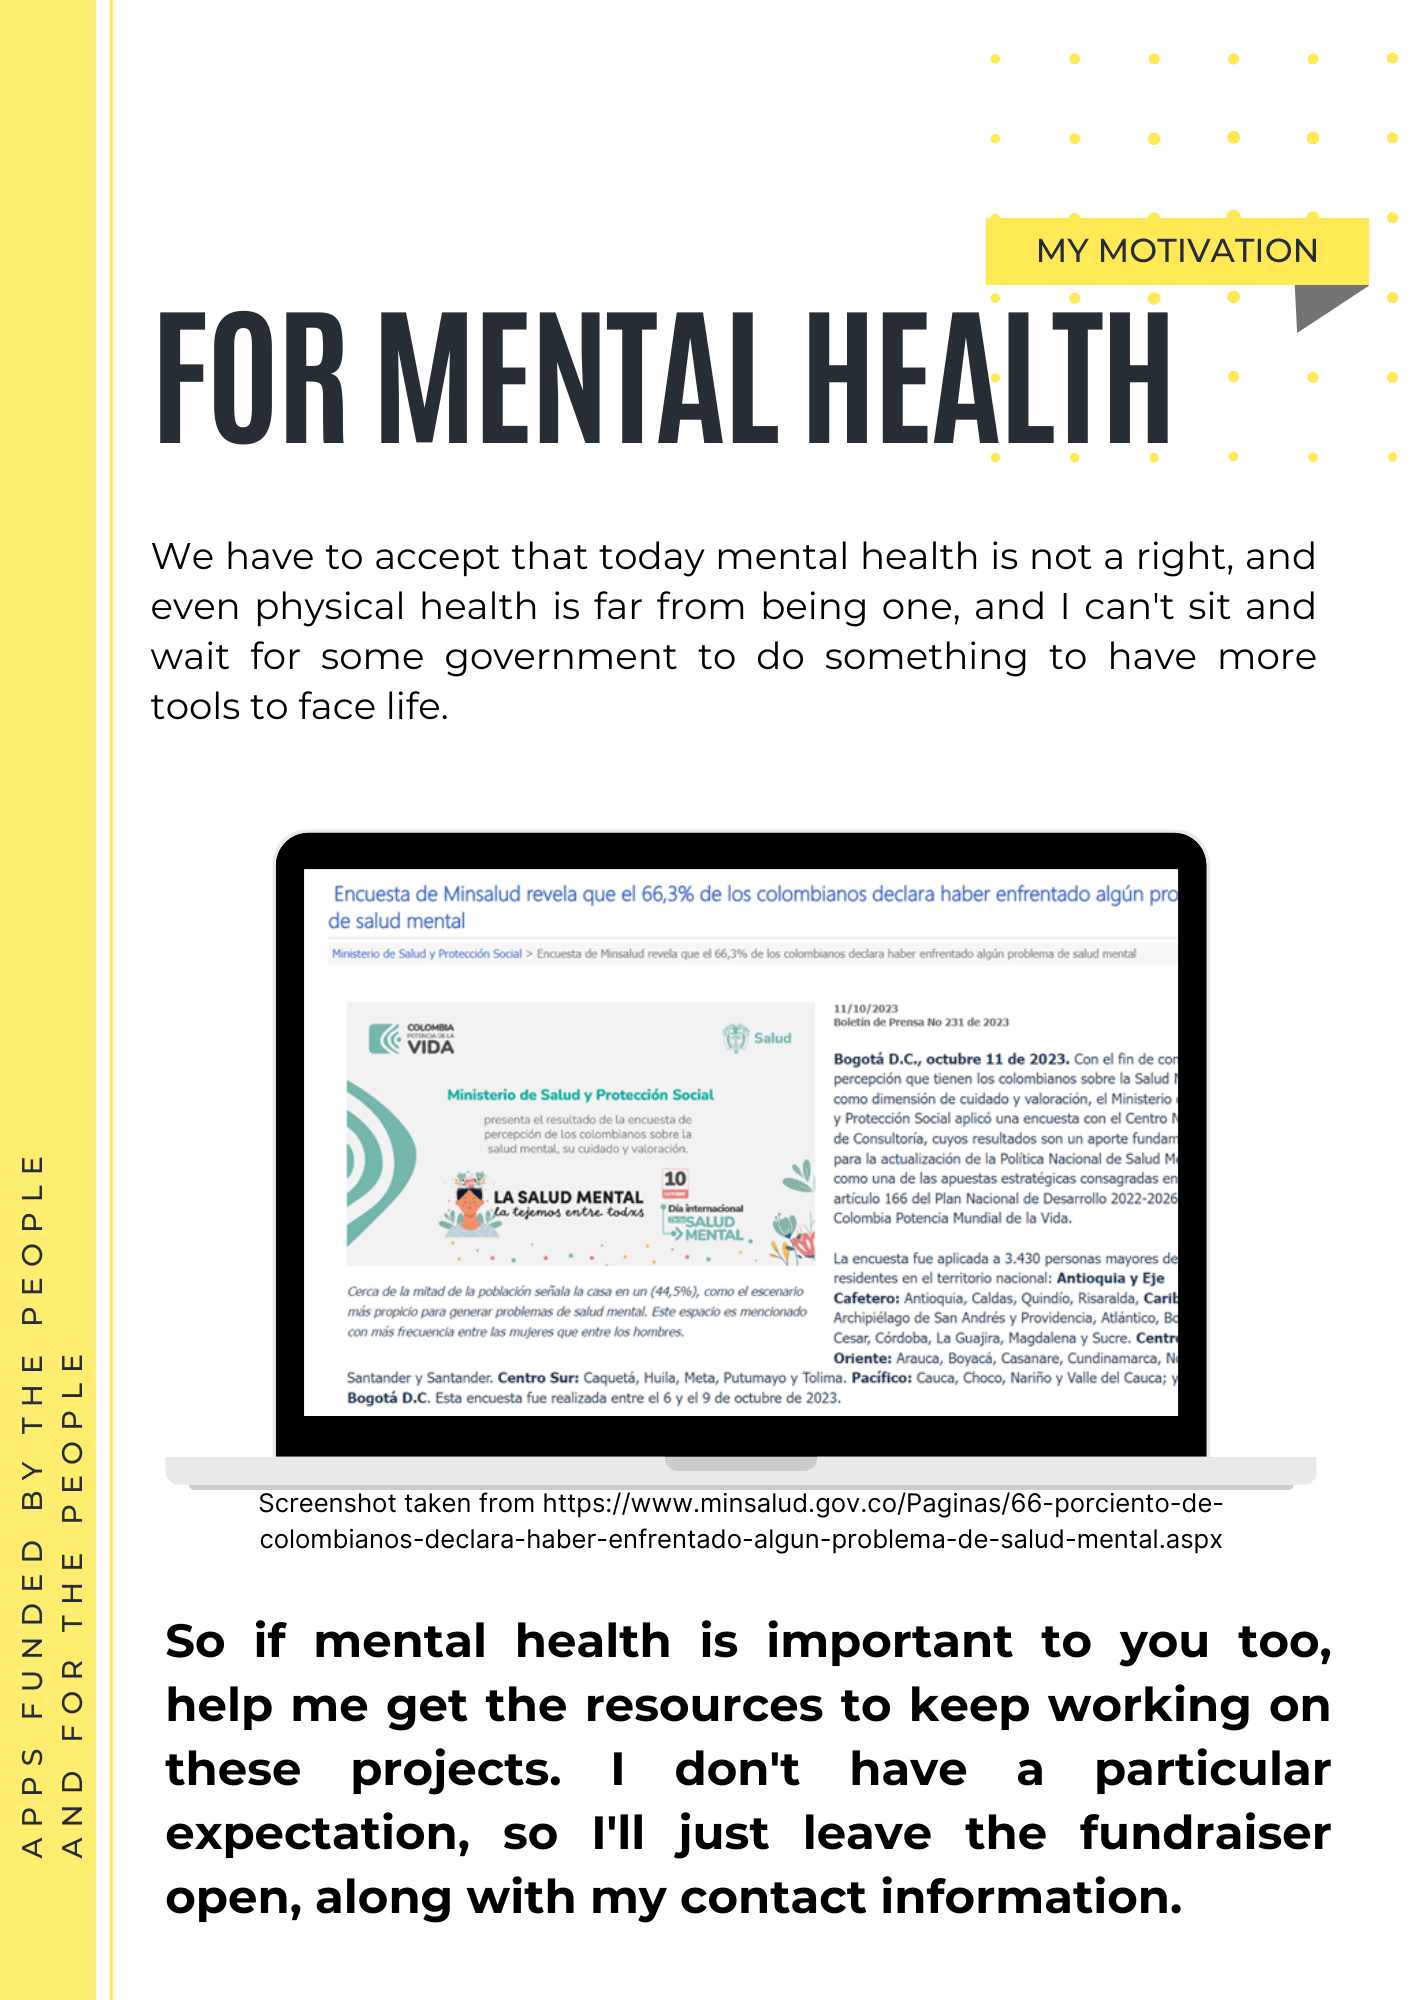 MY MOTIVATION
FOR MENTAL HEALTH
We have to accept that today mental health is not a right, and
even physical health is far from being one, and I can't sit and
wait for some government to do something to have more
tools to face life.
Encuesta de Minsalud revela que el 66,3% de los colombianos declara haber enfrentado algún pro
de salud mental
Ministerio de Salud y Protección Social > Encuesta de Minsalud revela que el 66,3% de los colombianos declara haber enfrentado algún problema de salud mental
COLOMBIA
POTENCIA DE LA
VIDA
Salud
Ministerio de Salud y Protección Social
presenta el resultado de la encuesta de
percepción de los colombianos sobre la
salud mental, su cuidado y valoración.
LA SALUD MENTAL
la tejemos entre todxs
10
OCTUBRE
Día internacional
SALUD
MENTAL
Cerca de la mitad de la población señala la casa en un (44,5%), como el escenario
más propicio para generar problemas de salud mental. Este espacio es mencionado
con más frecuencia entre las mujeres que entre los hombres.
11/10/2023
Boletín de Prensa No 231 de 2023
Bogotá D.C., octubre 11 de 2023. Con el fin de con
percepción que tienen los colombianos sobre la Salud
como dimensión de cuidado y valoración, el Ministerio
y Protección Social aplicó una encuesta con el Centro N
de Consultoría, cuyos resultados son un aporte fundam
para la actualización de la Política Nacional de Salud Me
como una de las apuestas estratégicas consagradas en
artículo 166 del Plan Nacional de Desarrollo 2022-2026
Colombia Potencia Mundial de la Vida.
La encuesta fue aplicada a 3.430 personas mayores de
residentes en el territorio nacional: Antioquia y Eje
Cafetero: Antioquia, Caldas, Quindío, Risaralda, Carib
Archipiélago de San Andrés y Providencia, Atlántico, Bo
Cesar, Córdoba, La Guajira, Magdalena y Sucre. Centro
Oriente: Arauca, Boyacá, Casanare, Cundinamarca, No
Santander y Santander. Centro Sur: Caquetá, Huila, Meta, Putumayo y Tolima. Pacífico: Cauca, Choco, Nariño y Valle del Cauca; y
Bogotá D.C. Esta encuesta fue realizada entre el 6 y el 9 de octubre de 2023.
Screenshot taken from https://www.minsalud.gov.co/Paginas/66-porciento-de-
colombianos-declara-haber-enfrentado-algun-problema-de-salud-mental.aspx
So if mental health is important to you too,
help me get the resources to keep working on
these projects. I don't have a particular
expectation, so I'll just leave the fundraiser
open, along with my contact information.
APPS FUNDED BY THE PEOPLE
AND FOR THE PEOPLE